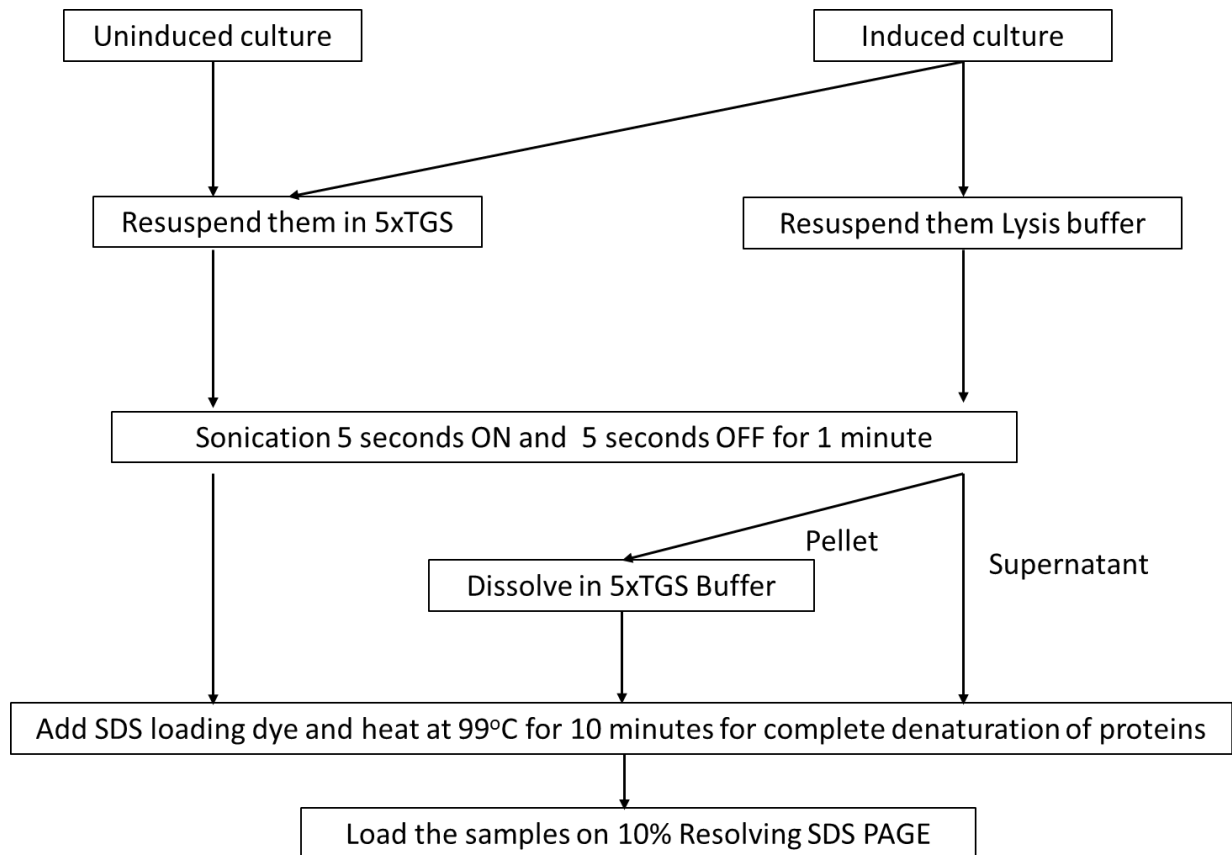 Uninduced culture
Induced culture
Resuspend them in 5xTGS
Resuspend them Lysis buffer
Sonication 5 seconds ON and  5 seconds OFF for 1 minute
Pellet
Supernatant
Dissolve in 5xTGS Buffer
Add SDS loading dye and heat at 99°C for 10 minutes for complete denaturation of proteins
Load the samples on 10% Resolving SDS PAGE